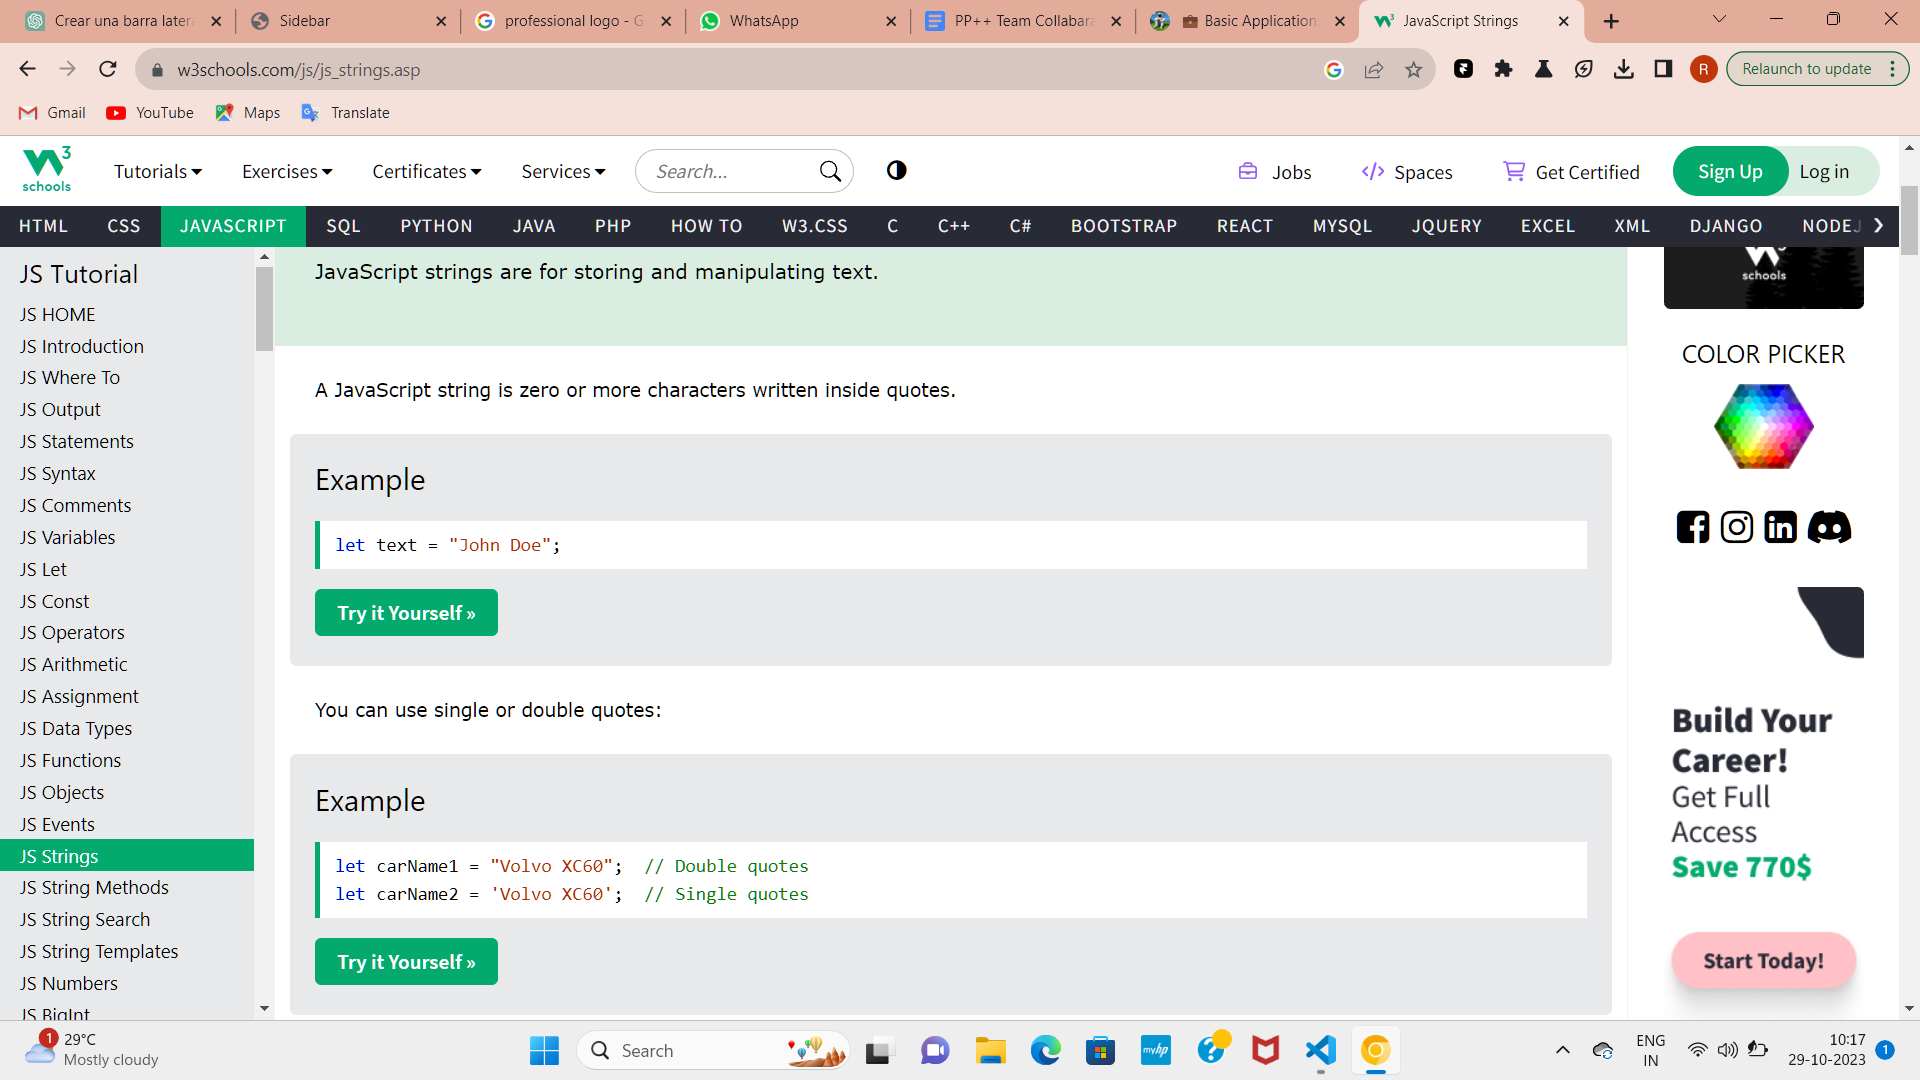 Crear una barra latera
Sidebar
professional logo - G
WhatsApp
PP++ Team Collabara
Basic Application
JavaScript Strings
w3schools.com/js/js_strings.asp
R
Relaunch to update
Gmail
YouTube
Maps
Translate
W3
schools
Tutorials
Exercises
Certificates
Services
Search...
Jobs
Spaces
Get Certified
Sign Up
Log in
HTML
CSS
JAVASCRIPT
SQL
PYTHON
JAVA
PHP
HOW TO
W3.CSS
C
C++
C#
BOOTSTRAP
REACT
MYSQL
JQUERY
EXCEL
XML
DJANGO
NODEJ
JS Tutorial
JS HOME
JS Introduction
JS Where To
JS Output
JS Statements
JS Syntax
JS Comments
JS Variables
JS Let
JS Const
JS Operators
JS Arithmetic
JS Assignment
JS Data Types
JS Functions
JS Objects
JS Events
JS Strings
JS String Methods
JS String Search
JS String Templates
JS Numbers
JS BigInt
JavaScript strings are for storing and manipulating text.
A JavaScript string is zero or more characters written inside quotes.
Example
let text = "John Doe";
Try it Yourself »
You can use single or double quotes:
Example
let carName1 = "Volvo XC60";  // Double quotes
let carName2 = 'Volvo XC60';  // Single quotes
Try it Yourself »
schools
COLOR PICKER
Build Your
Career!
Get Full
Access
Save 770$
Start Today!
1
29°C
Mostly cloudy
Search
myhp
ENG
IN
10:17
29-10-2023
1